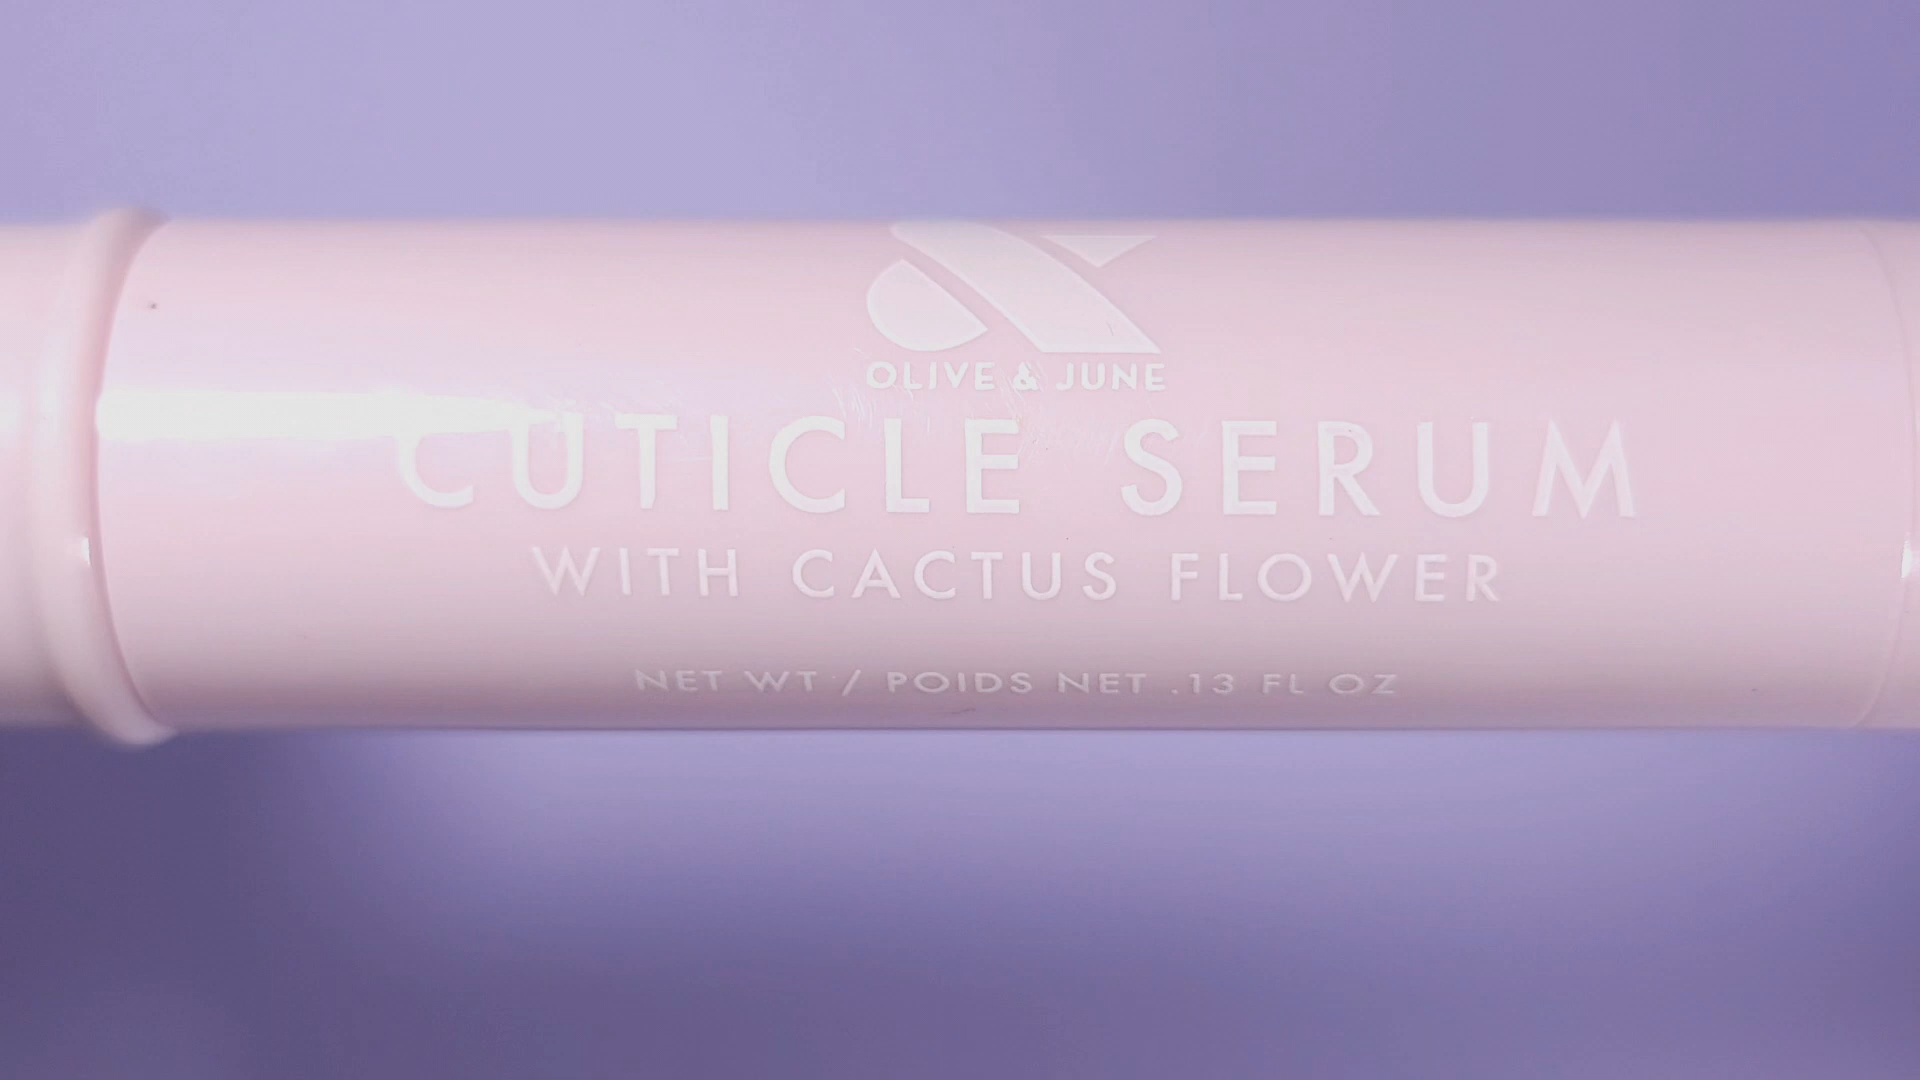 OLIVE & JUNE
CUTICLE SERUM
WITH CACTUS FLOWER
NET WT / POIDS NET .13 FL OZ